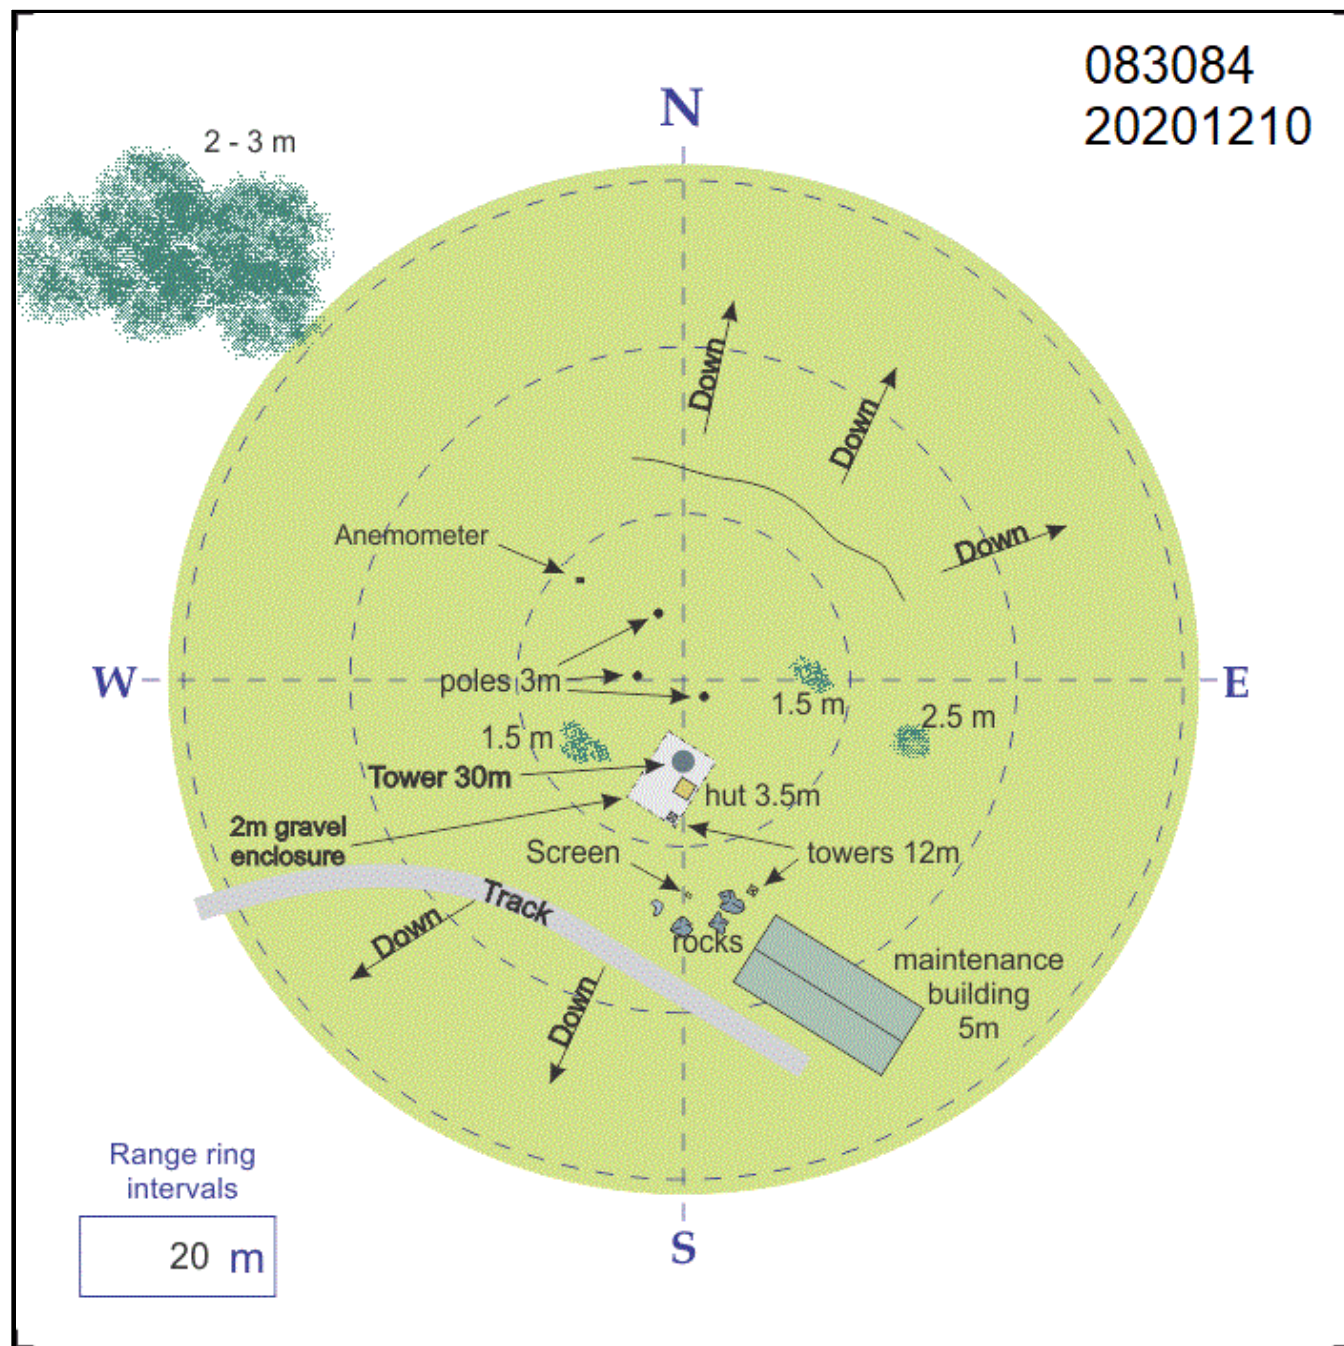 083084
20201210
N
2 - 3 m
Down
Down
Down
Anemometer
W
poles 3m
E
1.5 m
2.5 m
1.5 m
Tower 30m
hut 3.5m
2m gravel
enclosure
Screen
towers 12m
Track
Down
rocks
maintenance
building
5m
Down
Range ring
intervals
20 m
S